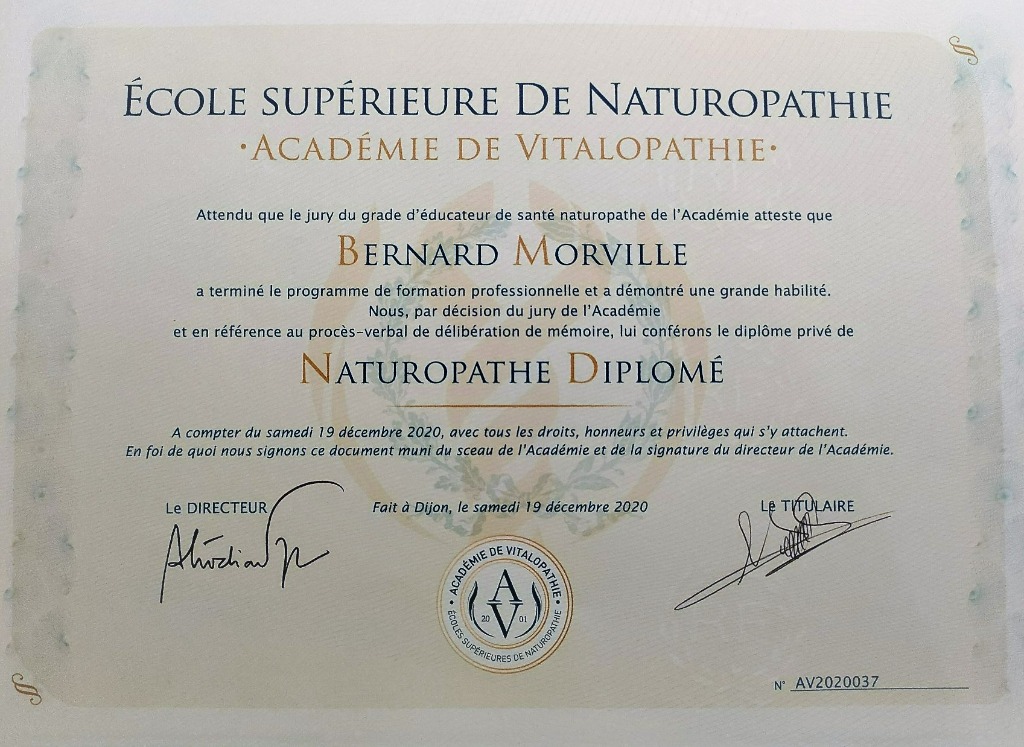 ÉCOLE SUPÉRIEURE DE NATUROPATHIE
·ACADÉMIE DE VITALOPATHIE·
Attendu que le jury du grade d'éducateur de santé naturopathe de l'Académie atteste que
BERNARD MORVILLE
a terminé le programme de formation professionnelle et a démontré une grande habilité.
Nous, par décision du jury de l'Académie
et en référence au procès-verbal de délibération de mémoire, lui conférons le diplôme privé de
NATUROPATHE DIPLOMÉ
A compter du samedi 19 décembre 2020, avec tous les droits, honneurs et privilèges qui s'y attachent.
En foi de quoi nous signons ce document muni du sceau de l'Académie et de la signature du directeur de l'Académie.
Le DIRECTEUR
Fait à Dijon, le samedi 19 décembre 2020
Le TITULAIRE
• ACADÉMIE DE VITALOPATHIE •
AV
20 01
ÉCOLES SUPÉRIEURES DE NATUROPATHIE
N° AV2020037